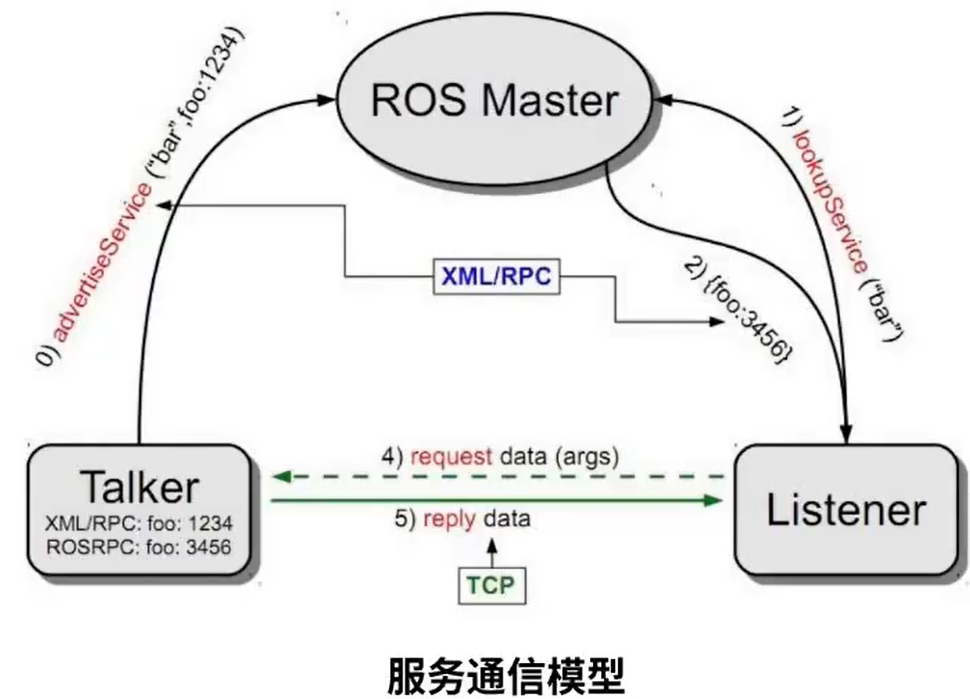 ROS Master
0) advertiseService ("bar",foo:1234)
1) lookupService ("bar")
XML/RPC
2) {foo:3456}
4) request data (args)
Talker
XML/RPC: foo: 1234
ROSRPC: foo: 3456
Listener
5) reply data
TCP
服务通信模型